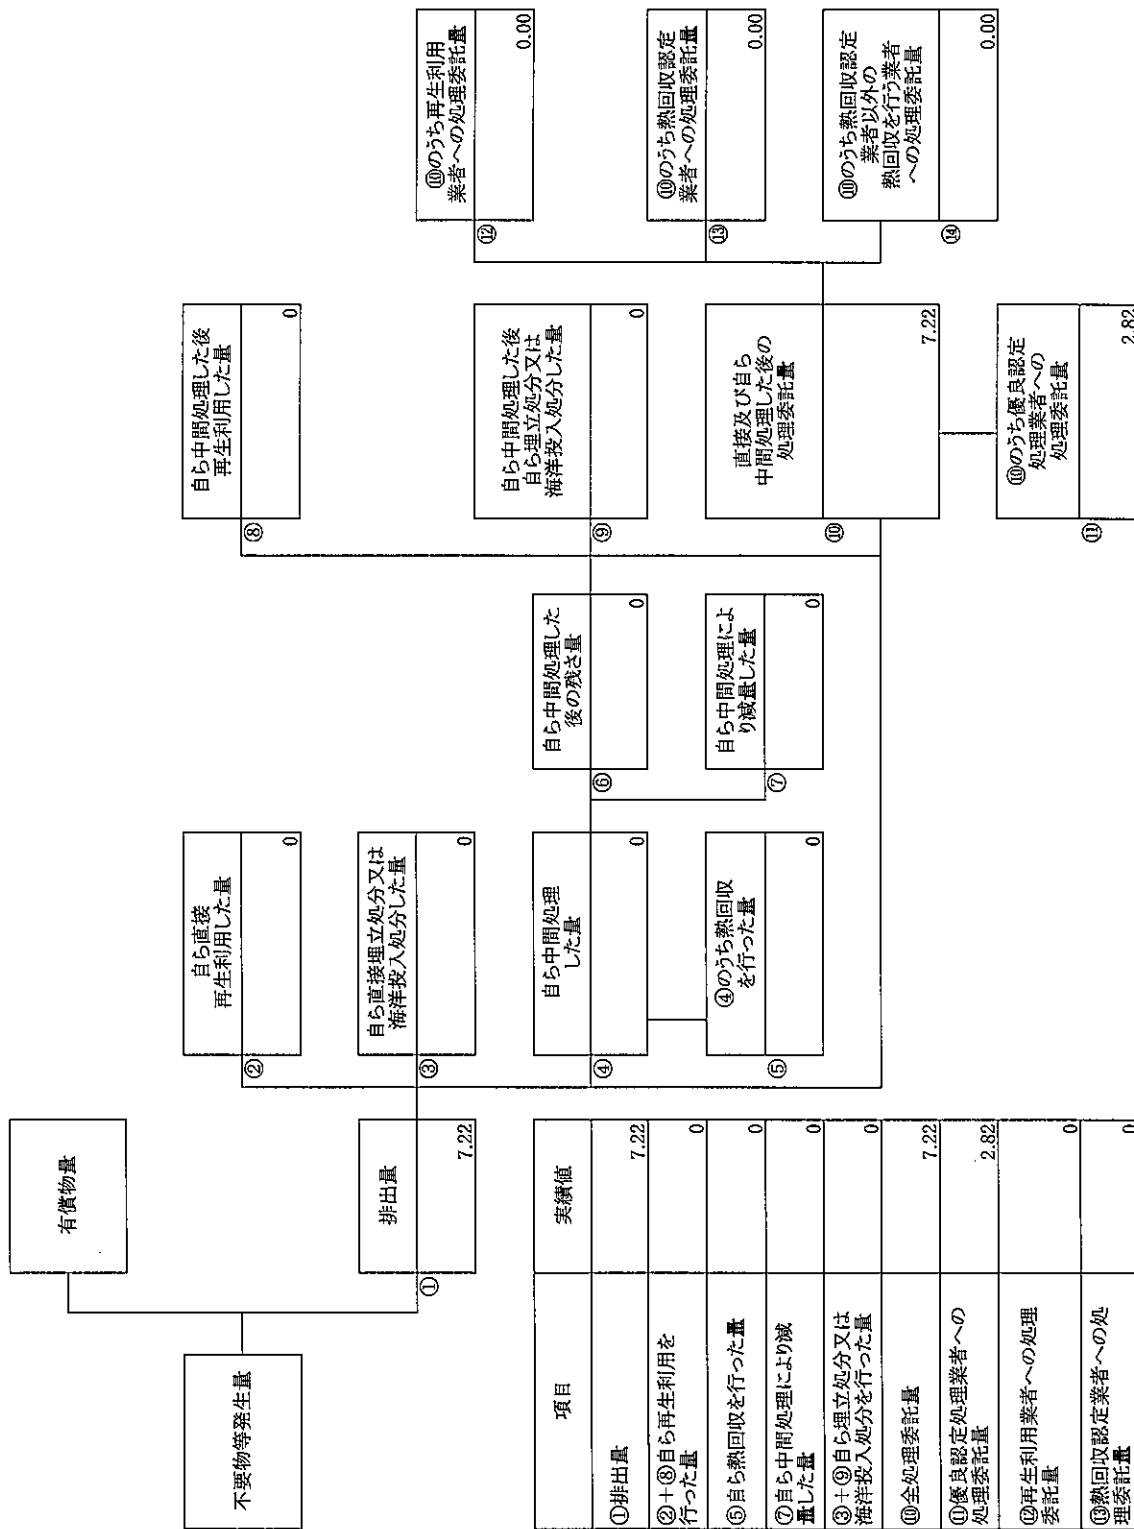 不要物等発生量
有償物量
排出量
①
7.22
自ら直接
再生利用した量
②
0
自ら直接埋立処分又は
海洋投入処分した量
③
0
自ら中間処理
した量
④
0
④のうち熱回収
を行った量
⑤
0
自ら中間処理した
後の残さ量
⑥
0
自ら中間処理によ
り減量した量
⑦
0
自ら中間処理した後
再生利用した量
⑧
0
自ら中間処理した後
自ら埋立処分又は
海洋投入処分した量
⑨
0
直接及び自ら
中間処理した後の
処理委託量
⑩
7.22
⑩のうち優良認定
処理業者への
処理委託量
⑪
2.82
⑩のうち再生利用
業者への処理委託量
⑫
0.00
⑩のうち熱回収認定
業者への処理委託量
⑬
0.00
⑩のうち熱回収認定
業者以外の
熱回収を行う業者
への処理委託量
⑭
0.00
項目 実績値
①排出量 7.22
②+⑧自ら再生利用を
行った量 0
⑤自ら熱回収を行った量 0
⑦自ら中間処理により減
量した量 0
③+⑨自ら埋立処分又は
海洋投入処分を行った量 0
⑩全処理委託量 7.22
⑪優良認定処理業者への
処理委託量 2.82
⑫再生利用業者への処理
委託量 0
⑬熱回収認定業者への処
理委託量 0